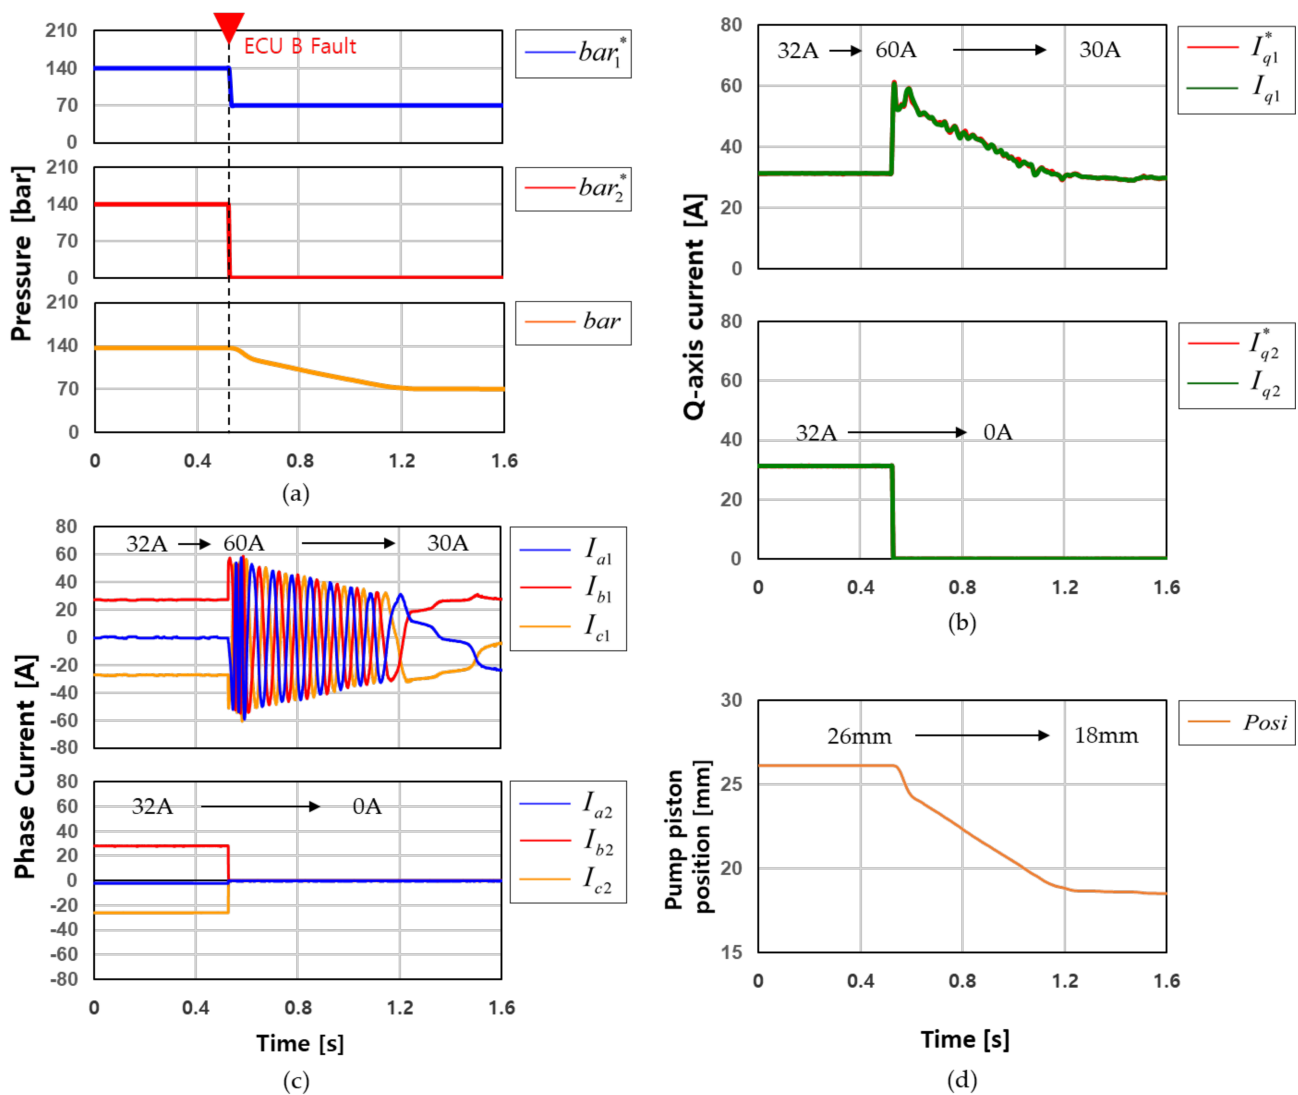 ECU B Fault
Pressure [bar]
210
140
70
0
bar₁*
210
140
70
0
bar₂*
210
140
70
0
bar
0 0.4 0.8 1.2 1.6
(a)
Q-axis current [A]
80
60
40
20
0
32A 60A 30A
I*q1
Iq1
80
60
40
20
0
32A 0A
I*q2
Iq2
0 0.4 0.8 1.2 1.6
(b)
Phase Current [A]
80
60
40
20
0
-20
-40
-60
-80
32A 60A 30A
Ia1
Ib1
Ic1
80
60
40
20
0
-20
-40
-60
-80
32A 0A
Ia2
Ib2
Ic2
0 0.4 0.8 1.2 1.6
Time [s]
(c)
Pump piston
position [mm]
30
25
20
15
26mm 18mm
Posi
0 0.4 0.8 1.2 1.6
Time [s]
(d)